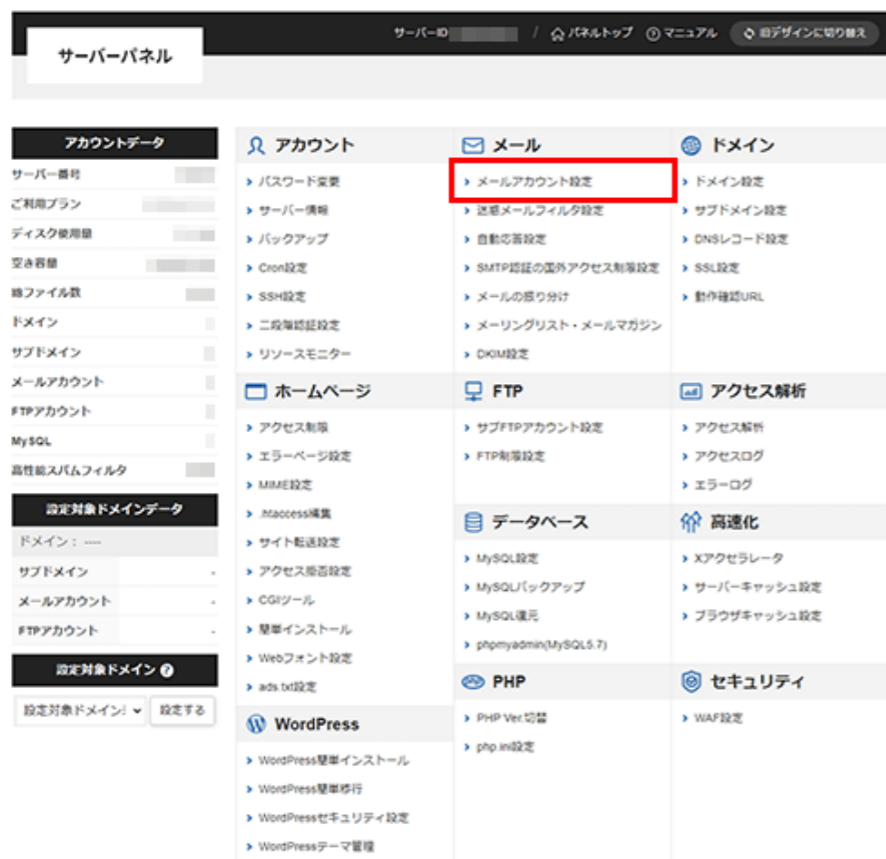 サーバーパネル
サーバーID
/
パネルトップ
マニュアル
旧デザインに切り替え
アカウントデータ
サーバー番号
ご利用プラン
ディスク使用量
空き容量
総ファイル数
ドメイン
サブドメイン
メールアカウント
FTPアカウント
MySQL
高性能スパムフィルタ
設定対象ドメインデータ
ドメイン : ----
サブドメイン -
メールアカウント -
FTPアカウント -
設定対象ドメイン ?
設定対象ドメイン
設定する
アカウント
パスワード変更
サーバー情報
バックアップ
Cron設定
SSH設定
二段階認証設定
リソースモニター
ホームページ
アクセス制限
エラーページ設定
MIME設定
.htaccess編集
サイト転送設定
アクセス拒否設定
CGIツール
簡単インストール
Webフォント設定
ads.txt設定
WordPress
WordPress簡単インストール
WordPress簡単移行
WordPressセキュリティ設定
WordPressテーマ管理
メール
メールアカウント設定
迷惑メールフィルタ設定
自動応答設定
SMTP認証の国外アクセス制限設定
メールの振り分け
メーリングリスト・メールマガジン
DKIM設定
FTP
サブFTPアカウント設定
FTP制限設定
データベース
MySQL設定
MySQLバックアップ
MySQL復元
phpmyadmin(MySQL5.7)
PHP
PHP Ver.切替
php.ini設定
ドメイン
ドメイン設定
サブドメイン設定
DNSレコード設定
SSL設定
動作確認URL
アクセス解析
アクセス解析
アクセスログ
エラーログ
高速化
Xアクセラレータ
サーバーキャッシュ設定
ブラウザキャッシュ設定
セキュリティ
WAF設定